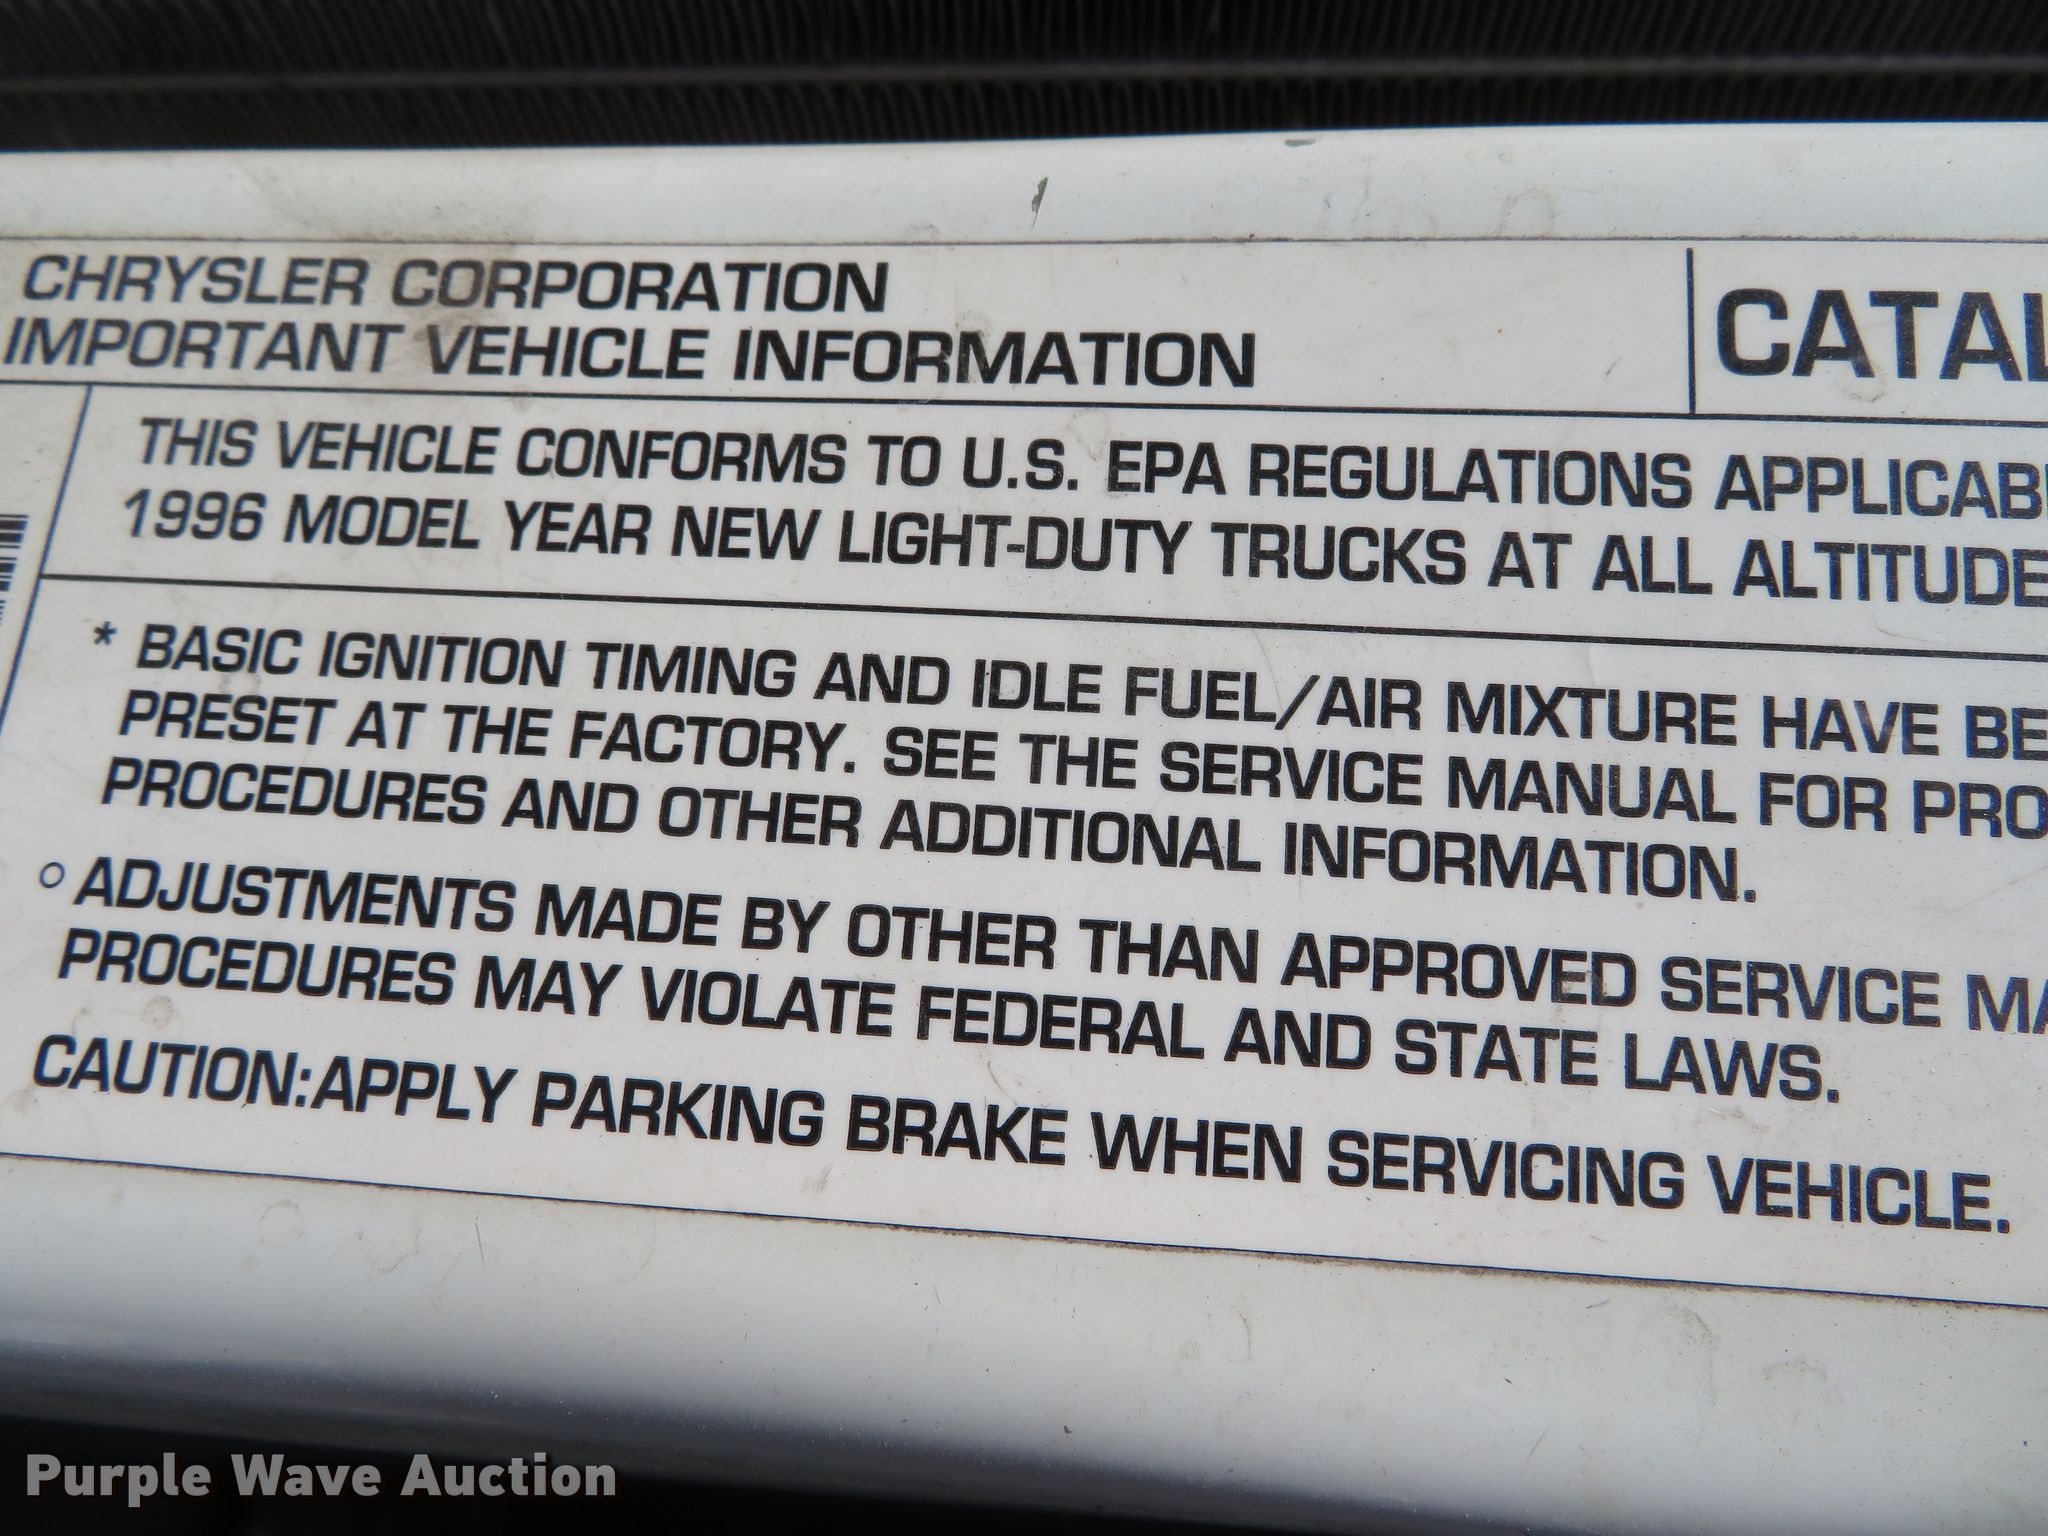 CHRYSLER CORPORATION
IMPORTANT VEHICLE INFORMATION
CATAL
THIS VEHICLE CONFORMS TO U.S. EPA REGULATIONS APPLICAB
1996 MODEL YEAR NEW LIGHT-DUTY TRUCKS AT ALL ALTITUDE
* BASIC IGNITION TIMING AND IDLE FUEL/AIR MIXTURE HAVE BE
PRESET AT THE FACTORY. SEE THE SERVICE MANUAL FOR PRO
PROCEDURES AND OTHER ADDITIONAL INFORMATION.
○ ADJUSTMENTS MADE BY OTHER THAN APPROVED SERVICE MA
PROCEDURES MAY VIOLATE FEDERAL AND STATE LAWS.
CAUTION:APPLY PARKING BRAKE WHEN SERVICING VEHICLE.
Purple Wave Auction